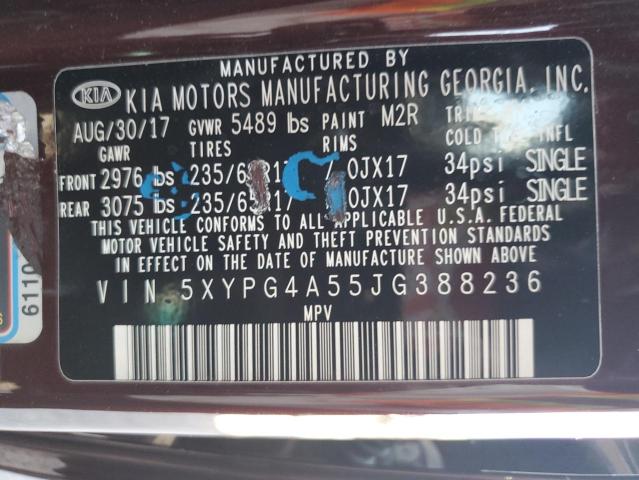 MANUFACTURED BY
KIA KIA MOTORS MANUFACTURING GEORGIA, INC.
AUG/30/17 GVWR 5489 lbs PAINT M2R
GAWR TIRES RIMS COLD INFL
FRONT 2976 lbs 34psi SINGLE
REAR 3075 lbs 34psi SINGLE
THIS VEHICLE CONFORMS TO ALL APPLICABLE U.S.A. FEDERAL
MOTOR VEHICLE SAFETY AND THEFT PREVENTION STANDARDS
IN EFFECT ON THE DATE OF MANUFACTURE SHOWN ABOVE
VIN 5XYPG4A55JG388236
MPV
6110